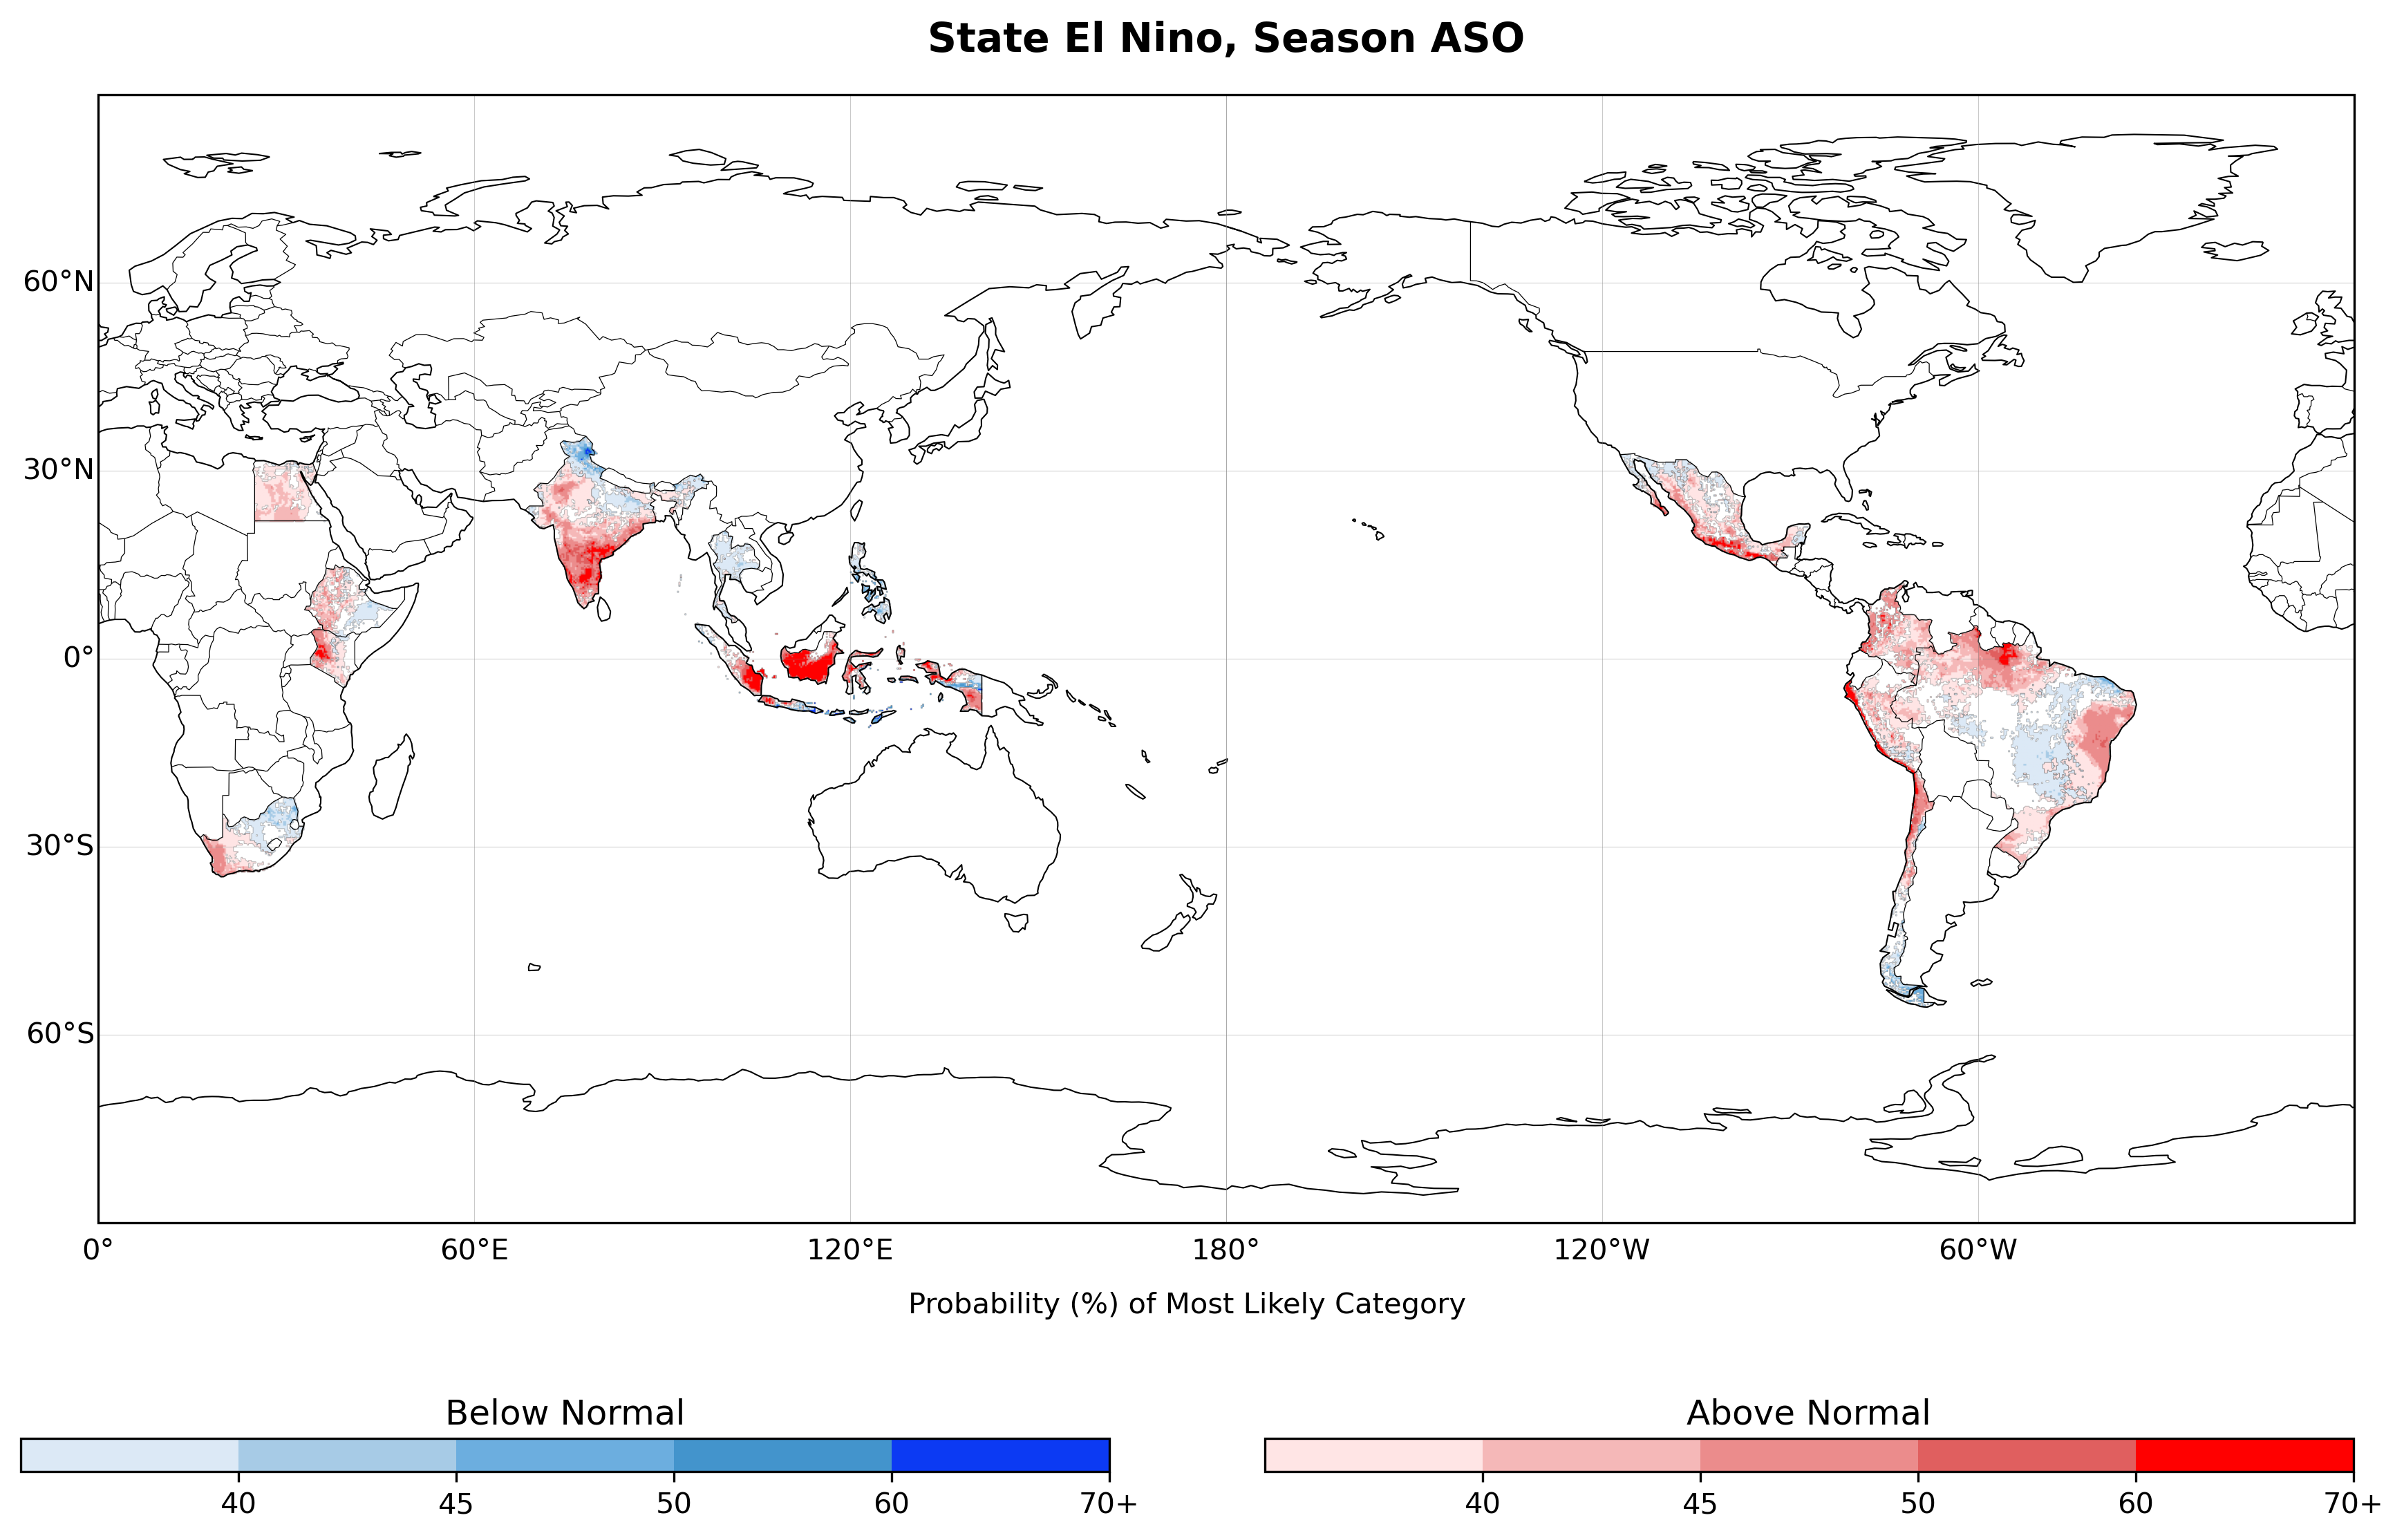 State El Nino, Season ASO
60°N
30°N
0°
30°S
60°S
0°
60°E
120°E
180°
120°W
60°W
Probability (%) of Most Likely Category
Below Normal
40
45
50
60
70+
Above Normal
40
45
50
60
70+